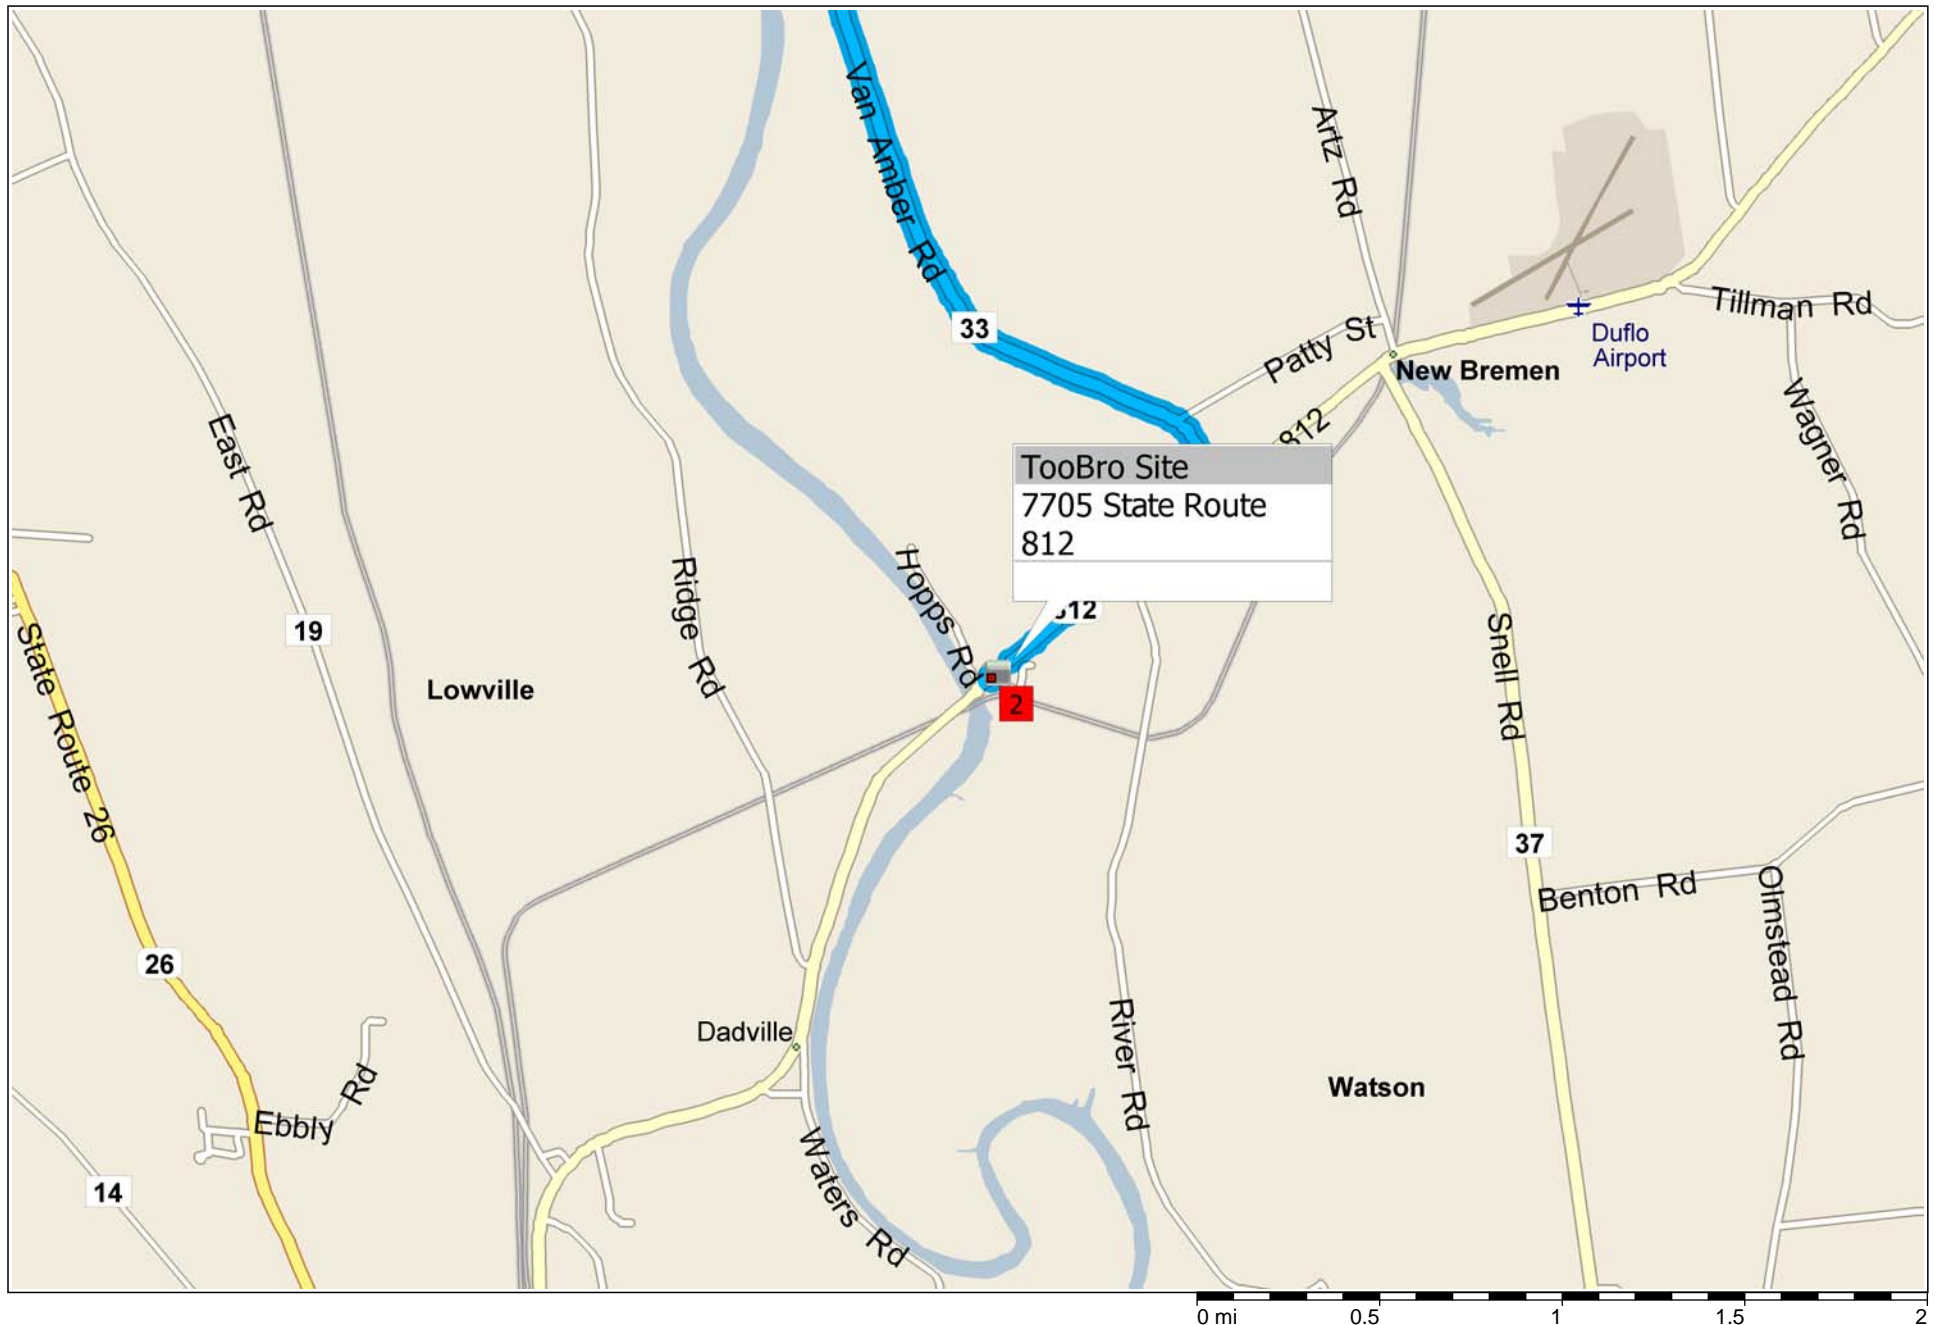 Van Amber Rd
Artz Rd
33
Tillman Rd
Duflo
Airport
Patty St
New Bremen
812
Wagner Rd
East Rd
TooBro Site
7705 State Route
812
Hopps Rd
Ridge Rd
812
19
State Route 26
Lowville
Snell Rd
2
37
Benton Rd
Olmstead Rd
26
Dadville
River Rd
Watson
Ebbly Rd
Waters Rd
14
0 mi 0.5 1 1.5 2